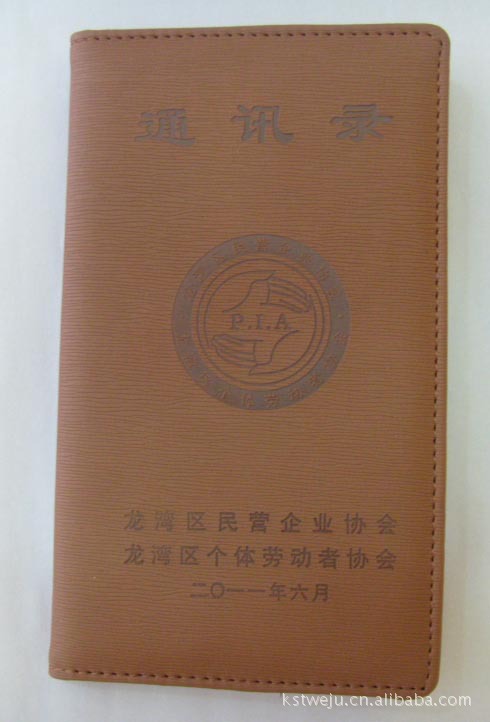 通讯录
P.I.A
龙湾区民营企业协会
龙湾区个体劳动者协会
二〇一一年六月
kstweju.cn.alibaba.com